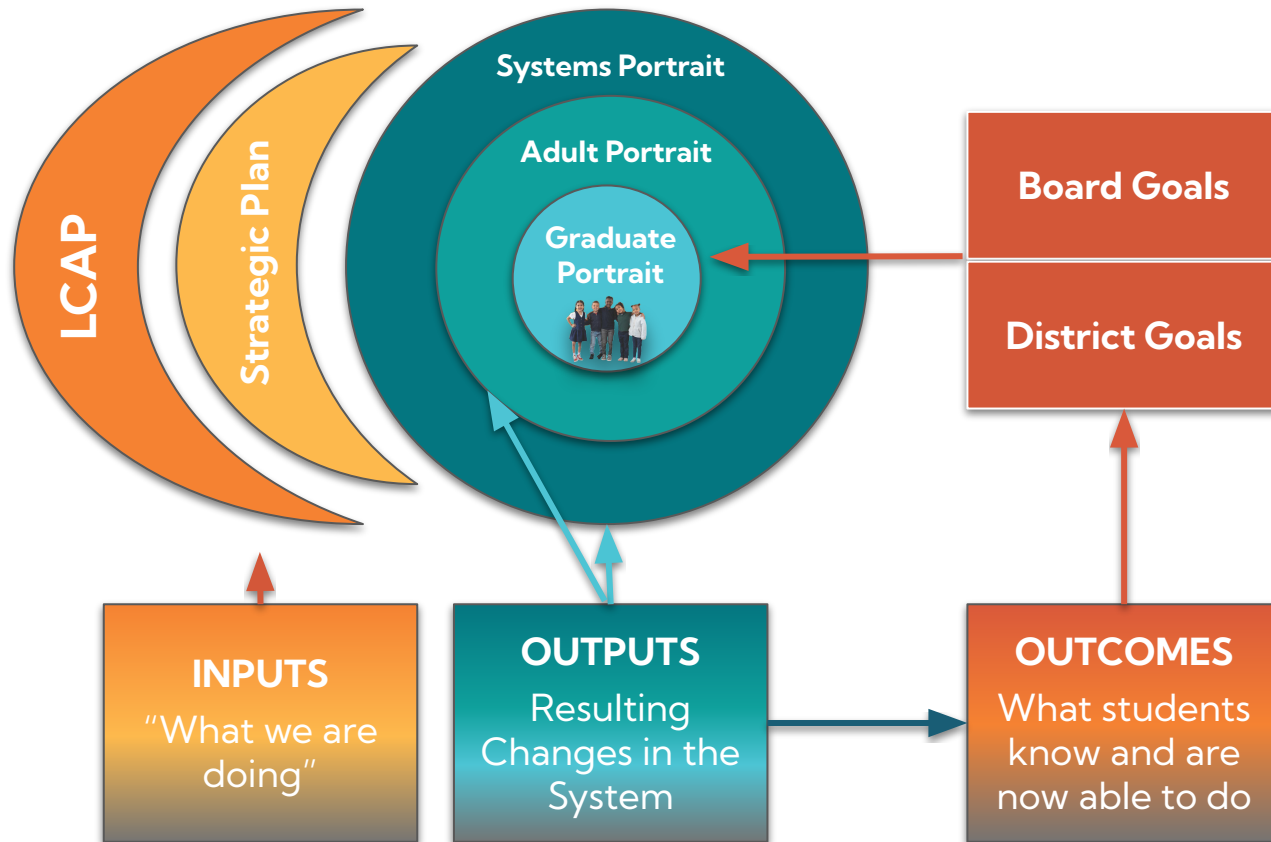 Systems Portrait
Adult Portrait
Graduate
Portrait
LCAP
Strategic Plan
Board Goals
District Goals
INPUTS
“What we are
doing”
OUTPUTS
Resulting
Changes in the
System
OUTCOMES
What students
know and are
now able to do